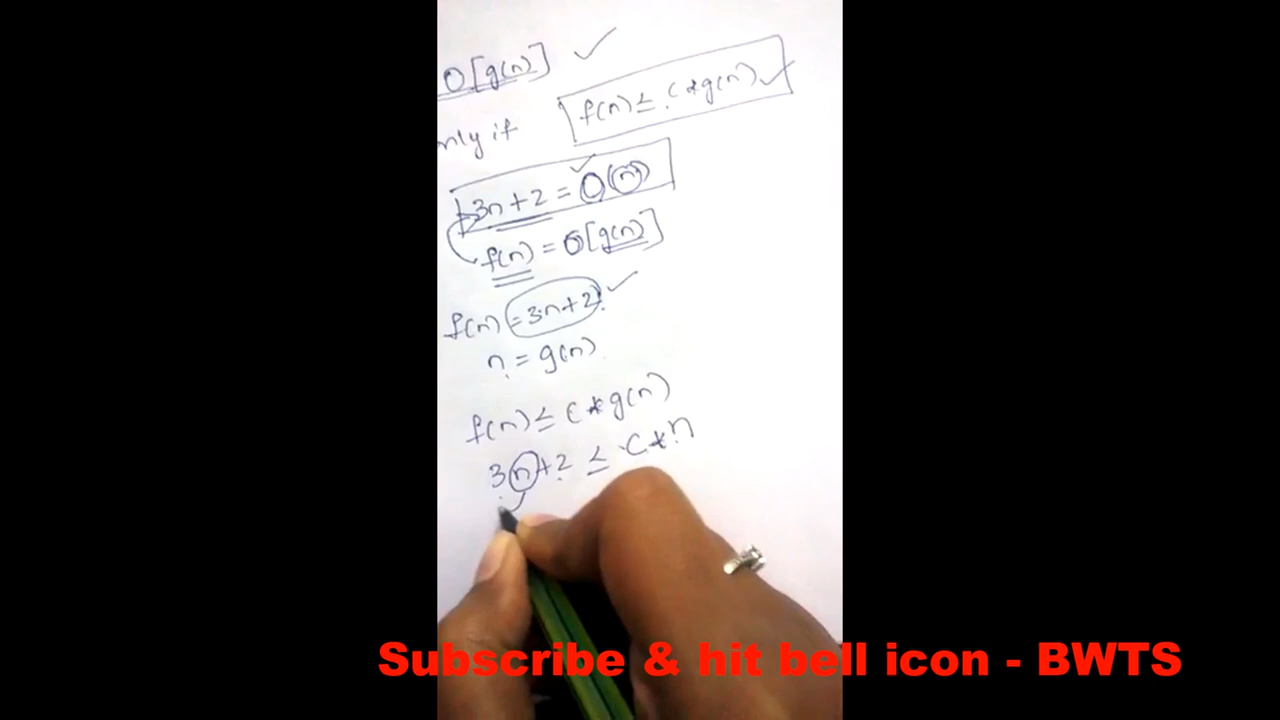 O[g(n)] ✓
nly if f(n) ≤ C*g(n) ✓
3n+2 = O(n)
f(n) = O[g(n)]
f(n) = 3n+2 ✓
n = g(n)
f(n) ≤ C*g(n)
3n+2 ≤ C*n
Subscribe & hit bell icon - BWTS